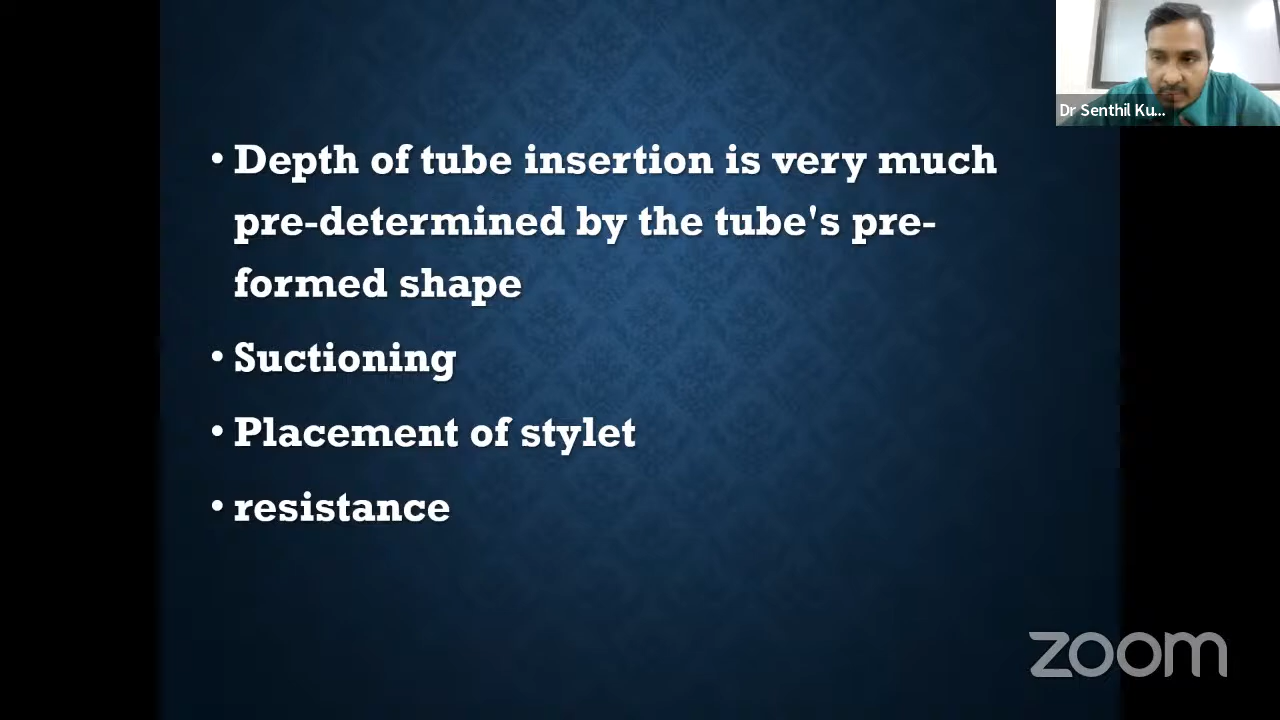 Dr Senthil Ku...
• Depth of tube insertion is very much
pre-determined by the tube's pre-
formed shape
• Suctioning
• Placement of stylet
• resistance
zoom